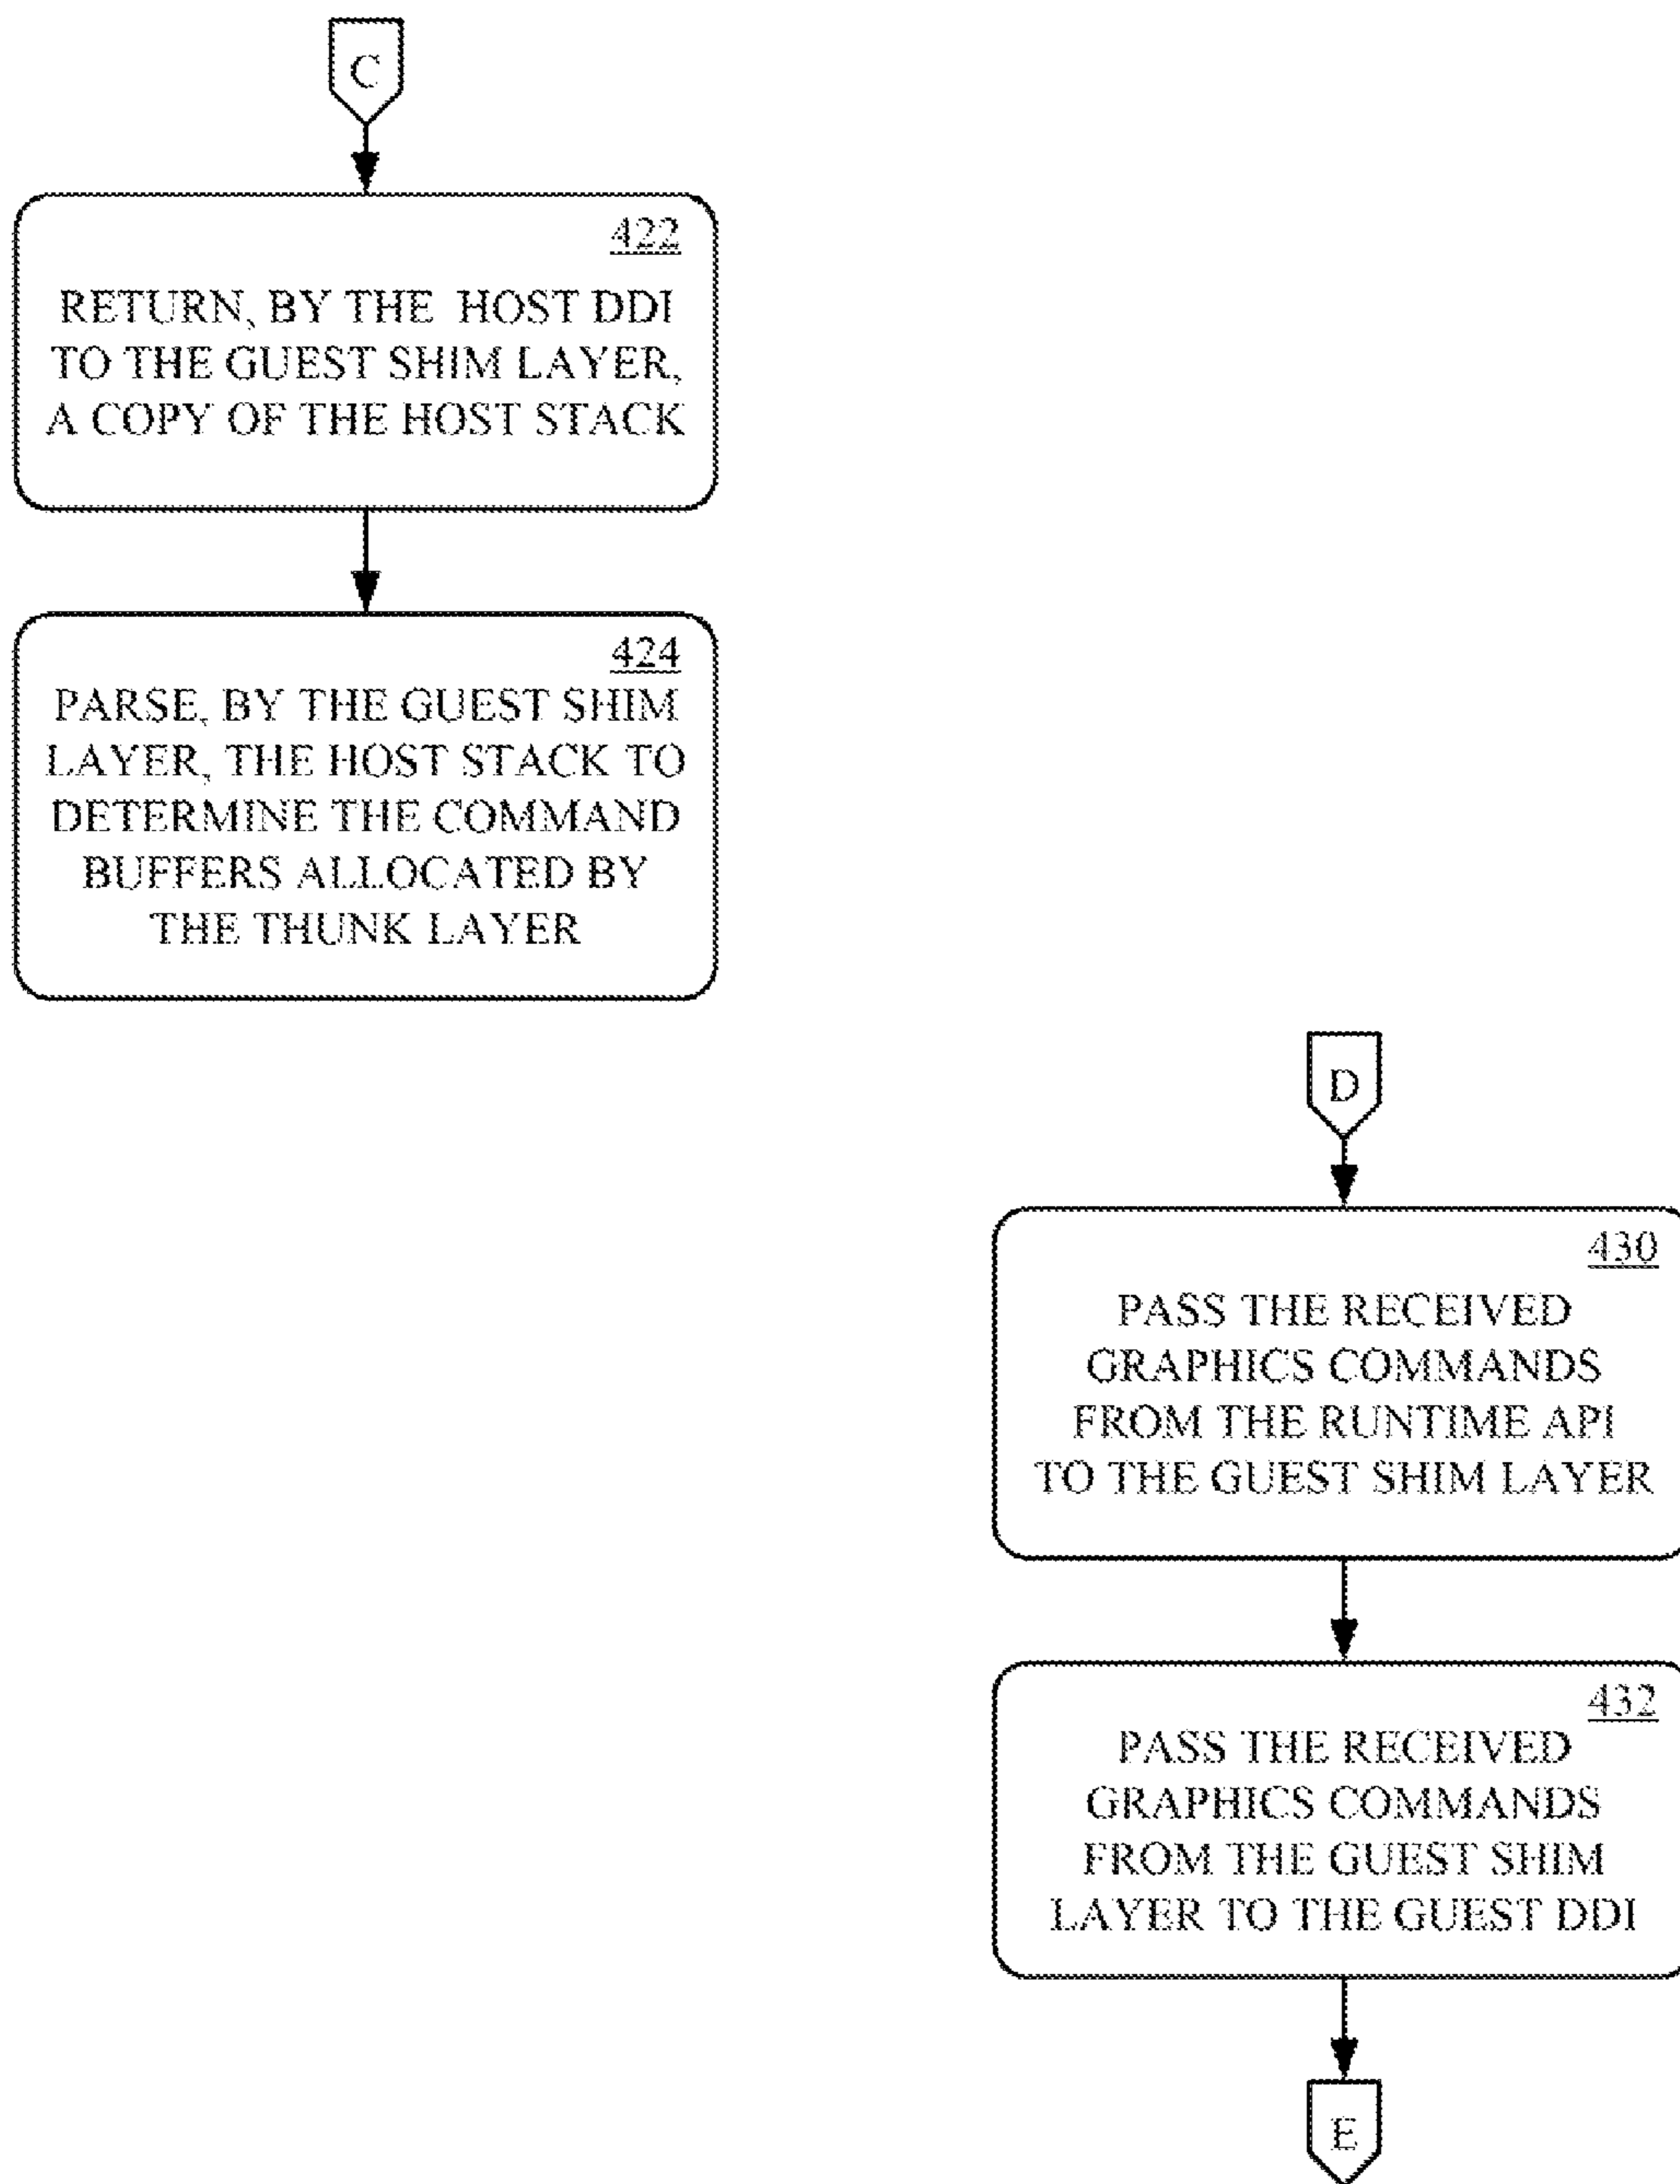 C
422
RETURN, BY THE HOST DDI
TO THE GUEST SHIM LAYER,
A COPY OF THE HOST STACK
424
PARSE, BY THE GUEST SHIM
LAYER, THE HOST STACK TO
DETERMINE THE COMMAND
BUFFERS ALLOCATED BY
THE THUNK LAYER
D
430
PASS THE RECEIVED
GRAPHICS COMMANDS
FROM THE RUNTIME API
TO THE GUEST SHIM LAYER
432
PASS THE RECEIVED
GRAPHICS COMMANDS
FROM THE GUEST SHIM
LAYER TO THE GUEST DDI
E